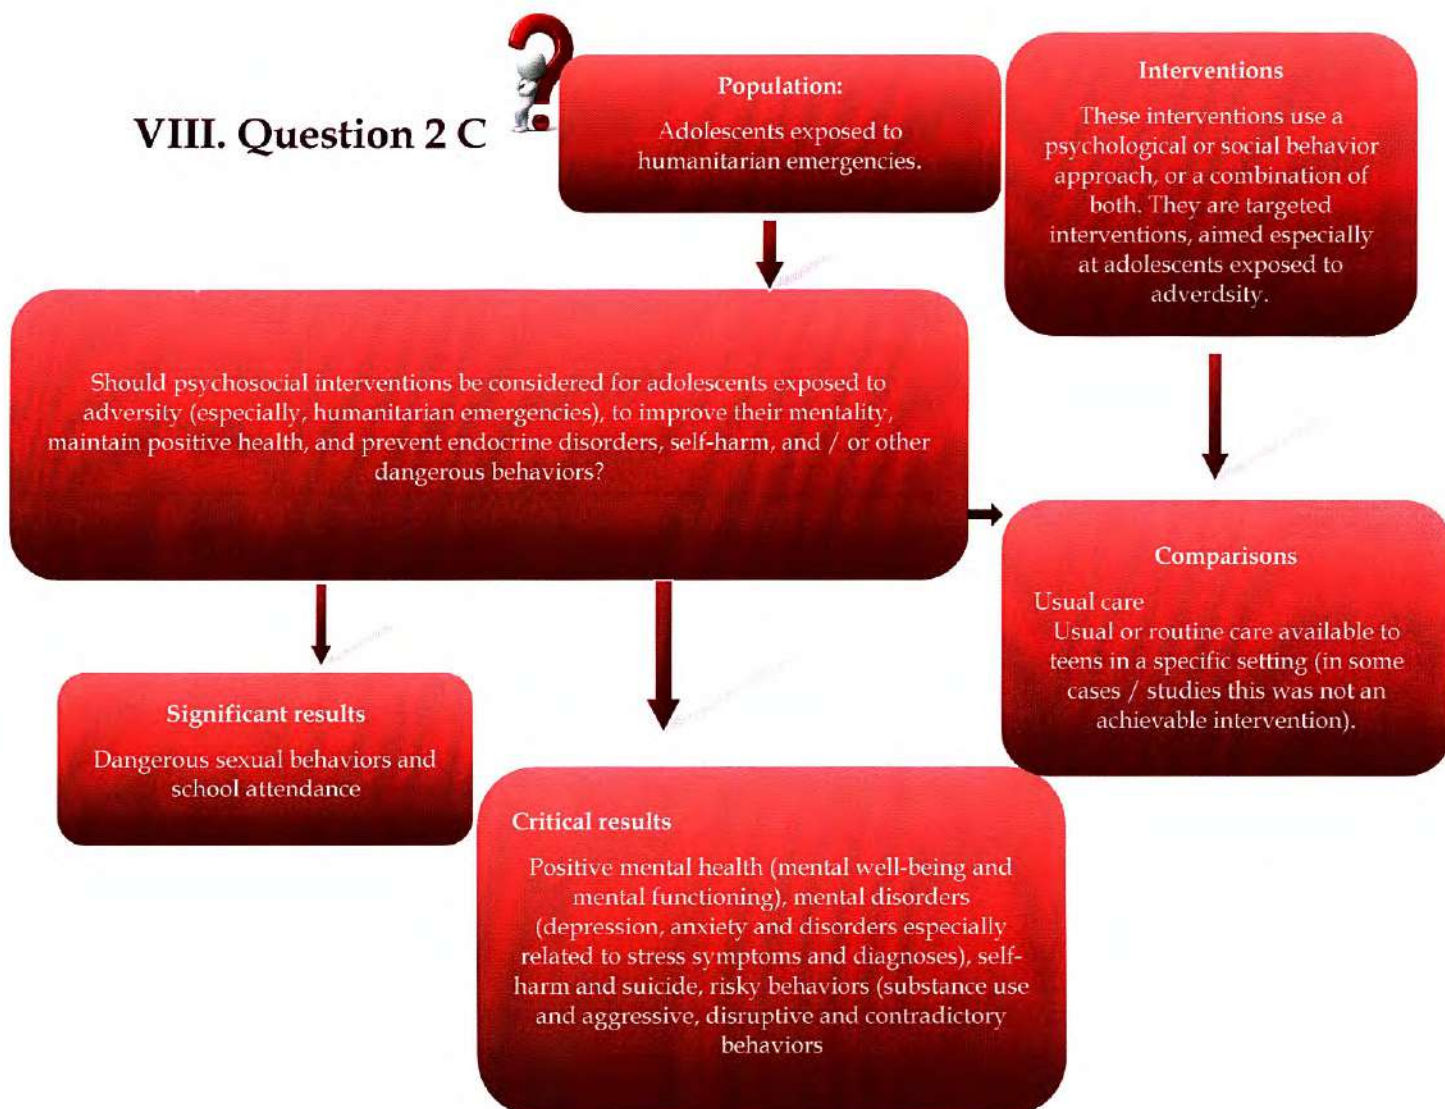 VIII. Question 2 C
Population:
Adolescents exposed to
humanitarian emergencies.
Interventions
These interventions use a
psychological or social behavior
approach, or a combination of
both. They are targeted
interventions, aimed especially
at adolescents exposed to
adverdsity.
Should psychosocial interventions be considered for adolescents exposed to
adversity (especially, humanitarian emergencies), to improve their mentality,
maintain positive health, and prevent endocrine disorders, self-harm, and / or other
dangerous behaviors?
Comparisons
Usual care
Usual or routine care available to
teens in a specific setting (in some
cases / studies this was not an
achievable intervention).
Significant results
Dangerous sexual behaviors and
school attendance
Critical results
Positive mental health (mental well-being and
mental functioning), mental disorders
(depression, anxiety and disorders especially
related to stress symptoms and diagnoses), self-
harm and suicide, risky behaviors (substance use
and aggressive, disruptive and contradictory
behaviors